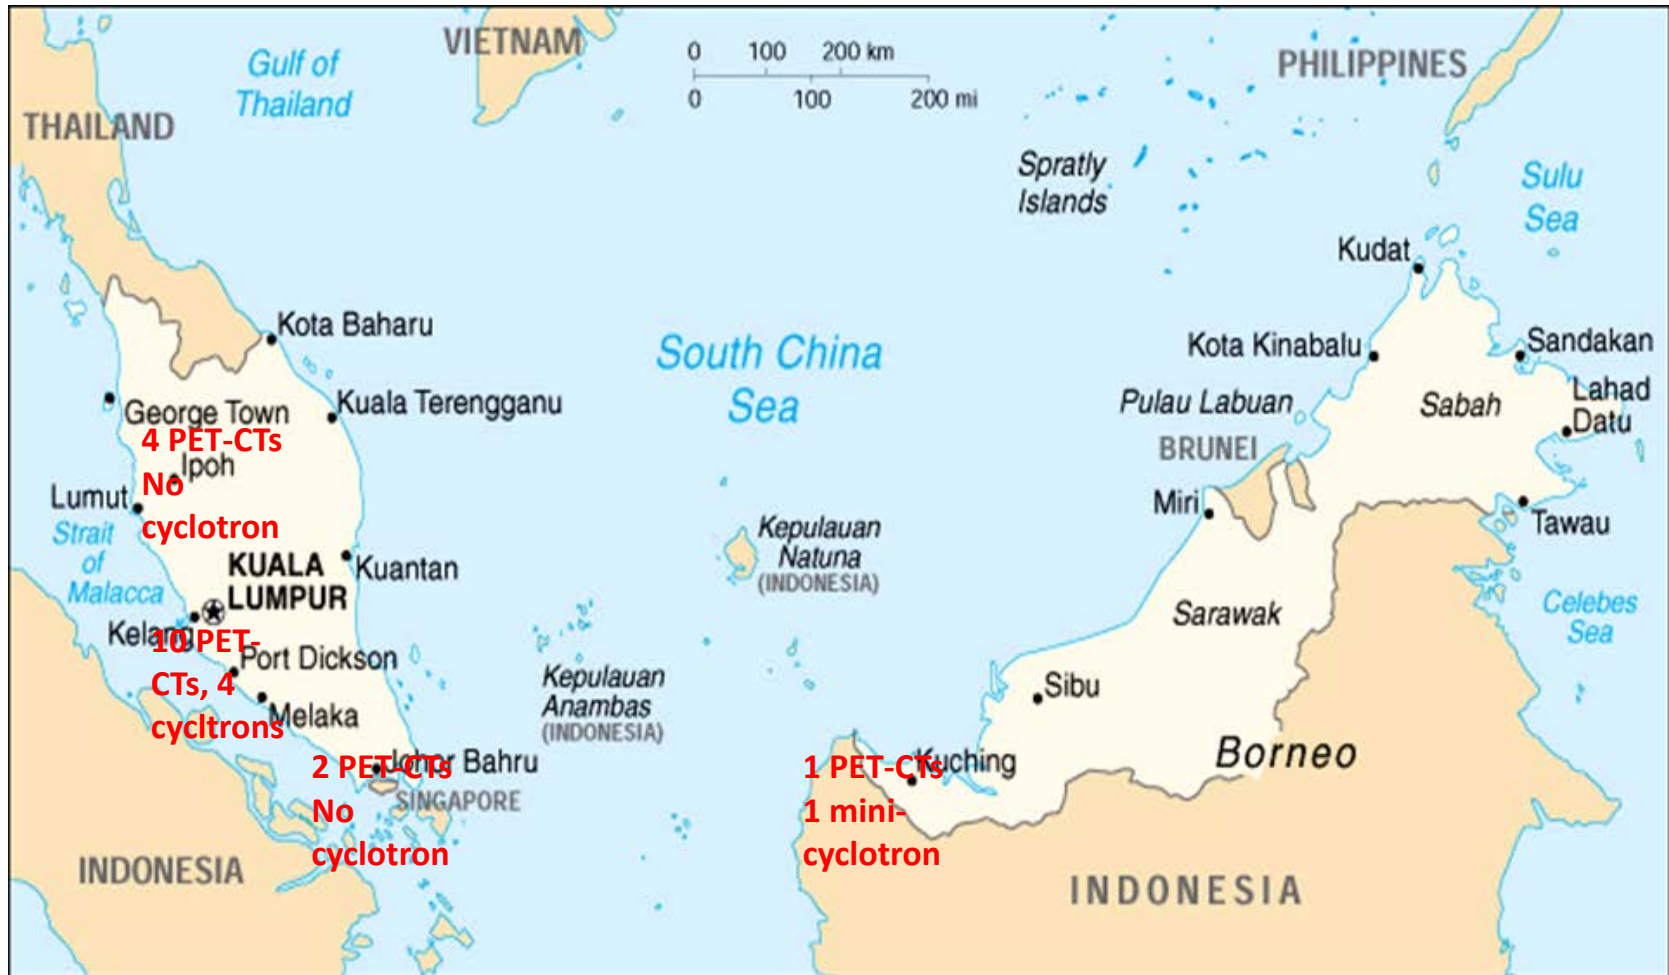 VIETNAM
0 100 200 km
0 100 200 mi
PHILIPPINES
Gulf of
Thailand
THAILAND
Spratly
Islands
Sulu
Sea
Kudat
Kota Baharu
South China
Sea
Kota Kinabalu
Sandakan
Lahad
Datu
George Town
Kuala Terengganu
Pulau Labuan
Sabah
4 PET-CTs
No
cyclotron
Ipoh
BRUNEI
Lumut
Miri
Tawau
Strait
of
Malacca
KUALA
LUMPUR
Kuantan
Kepulauan
Natuna
(INDONESIA)
Sarawak
Celebes
Sea
Kelang
10 PET-
CTs, 4
cycltrons
Port Dickson
Melaka
Kepulauan
Anambas
(INDONESIA)
Sibu
Johor Bahru
2 PET-CTs
No
cyclotron
SINGAPORE
Kuching
1 PET-CTs
1 mini-
cyclotron
Borneo
INDONESIA
INDONESIA